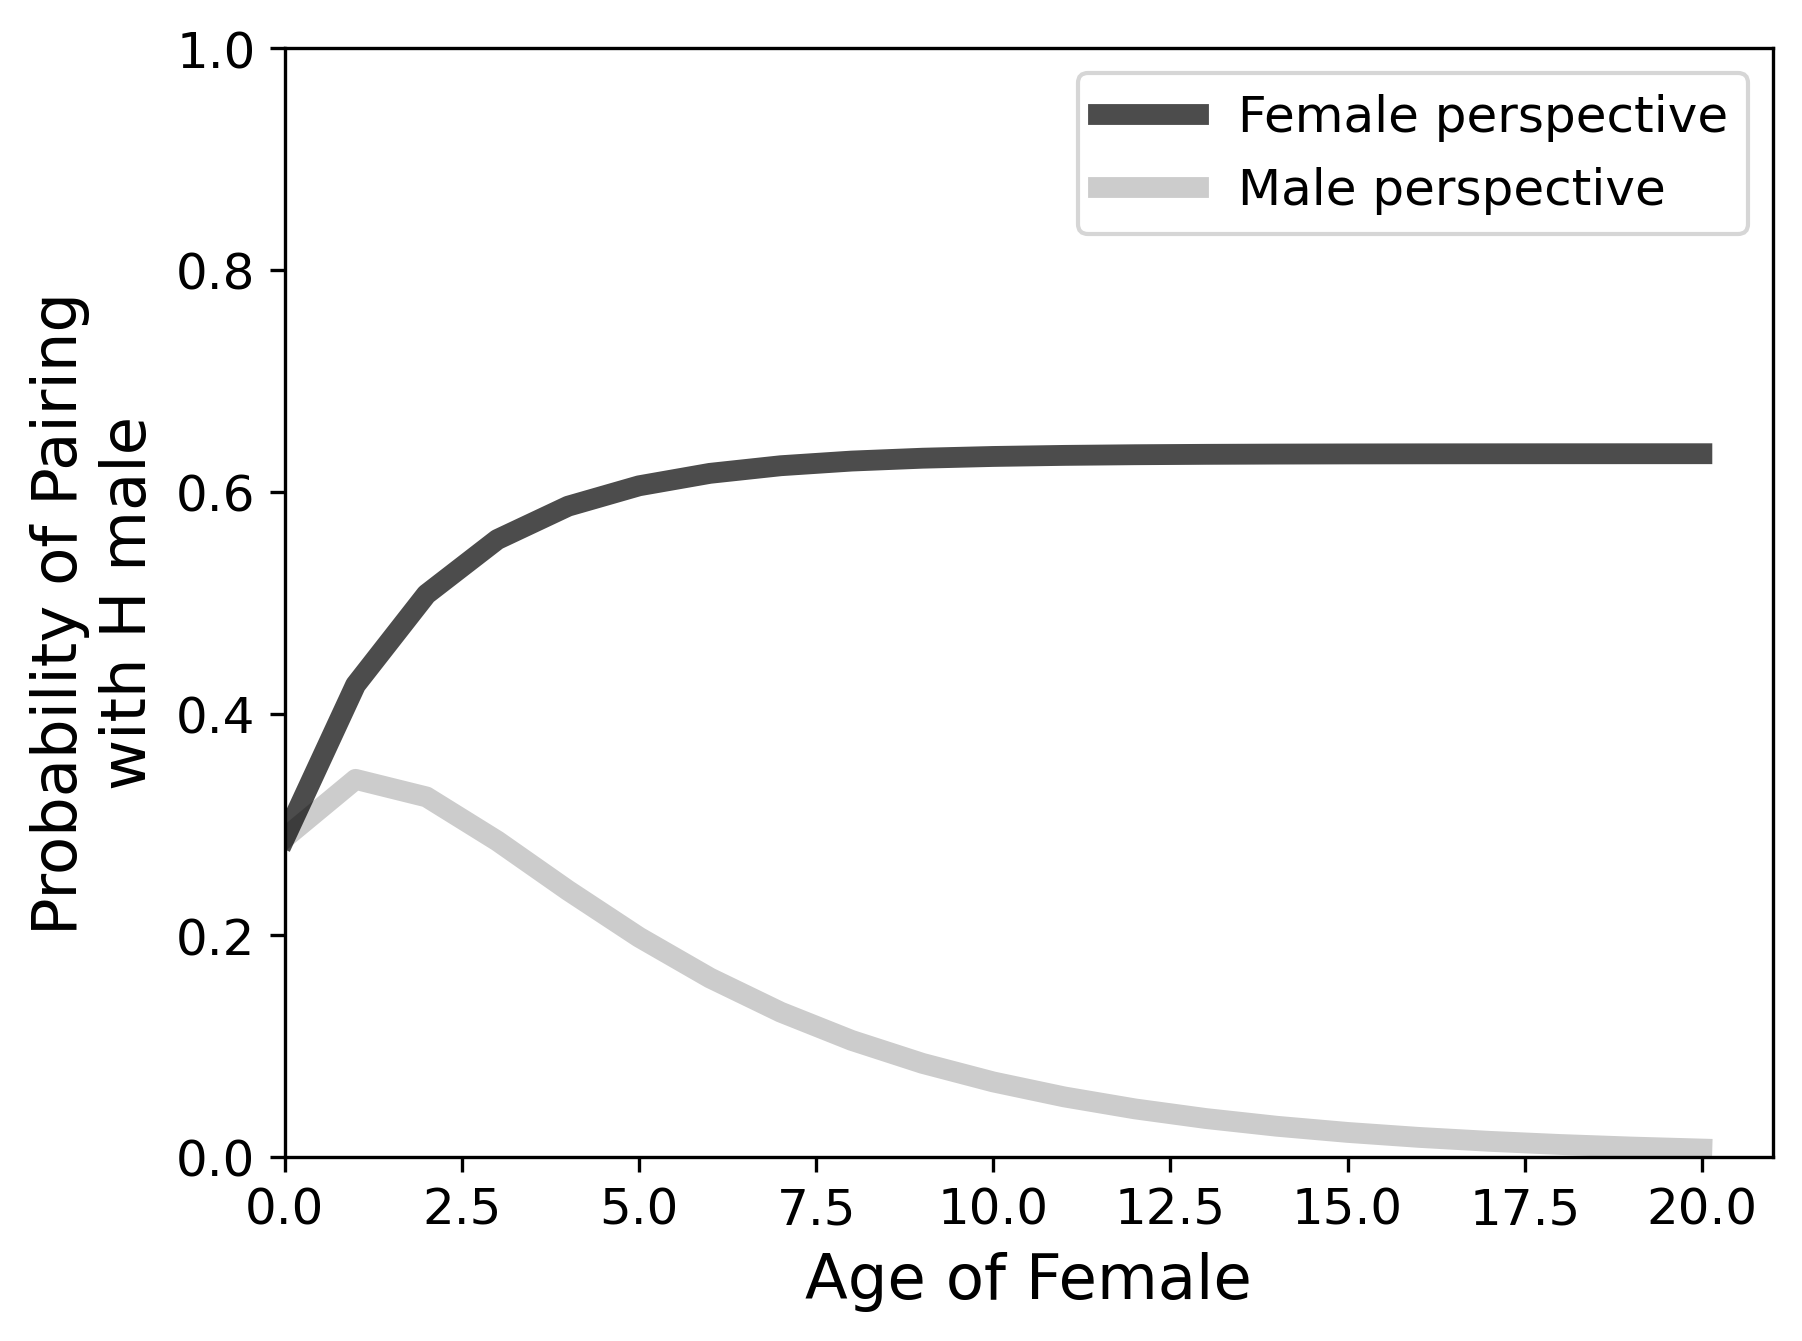 1.0
0.8
0.6
0.4
0.2
0.0
Probability of Pairing
with H male
Female perspective
Male perspective
0.0 2.5 5.0 7.5 10.0 12.5 15.0 17.5 20.0
Age of Female